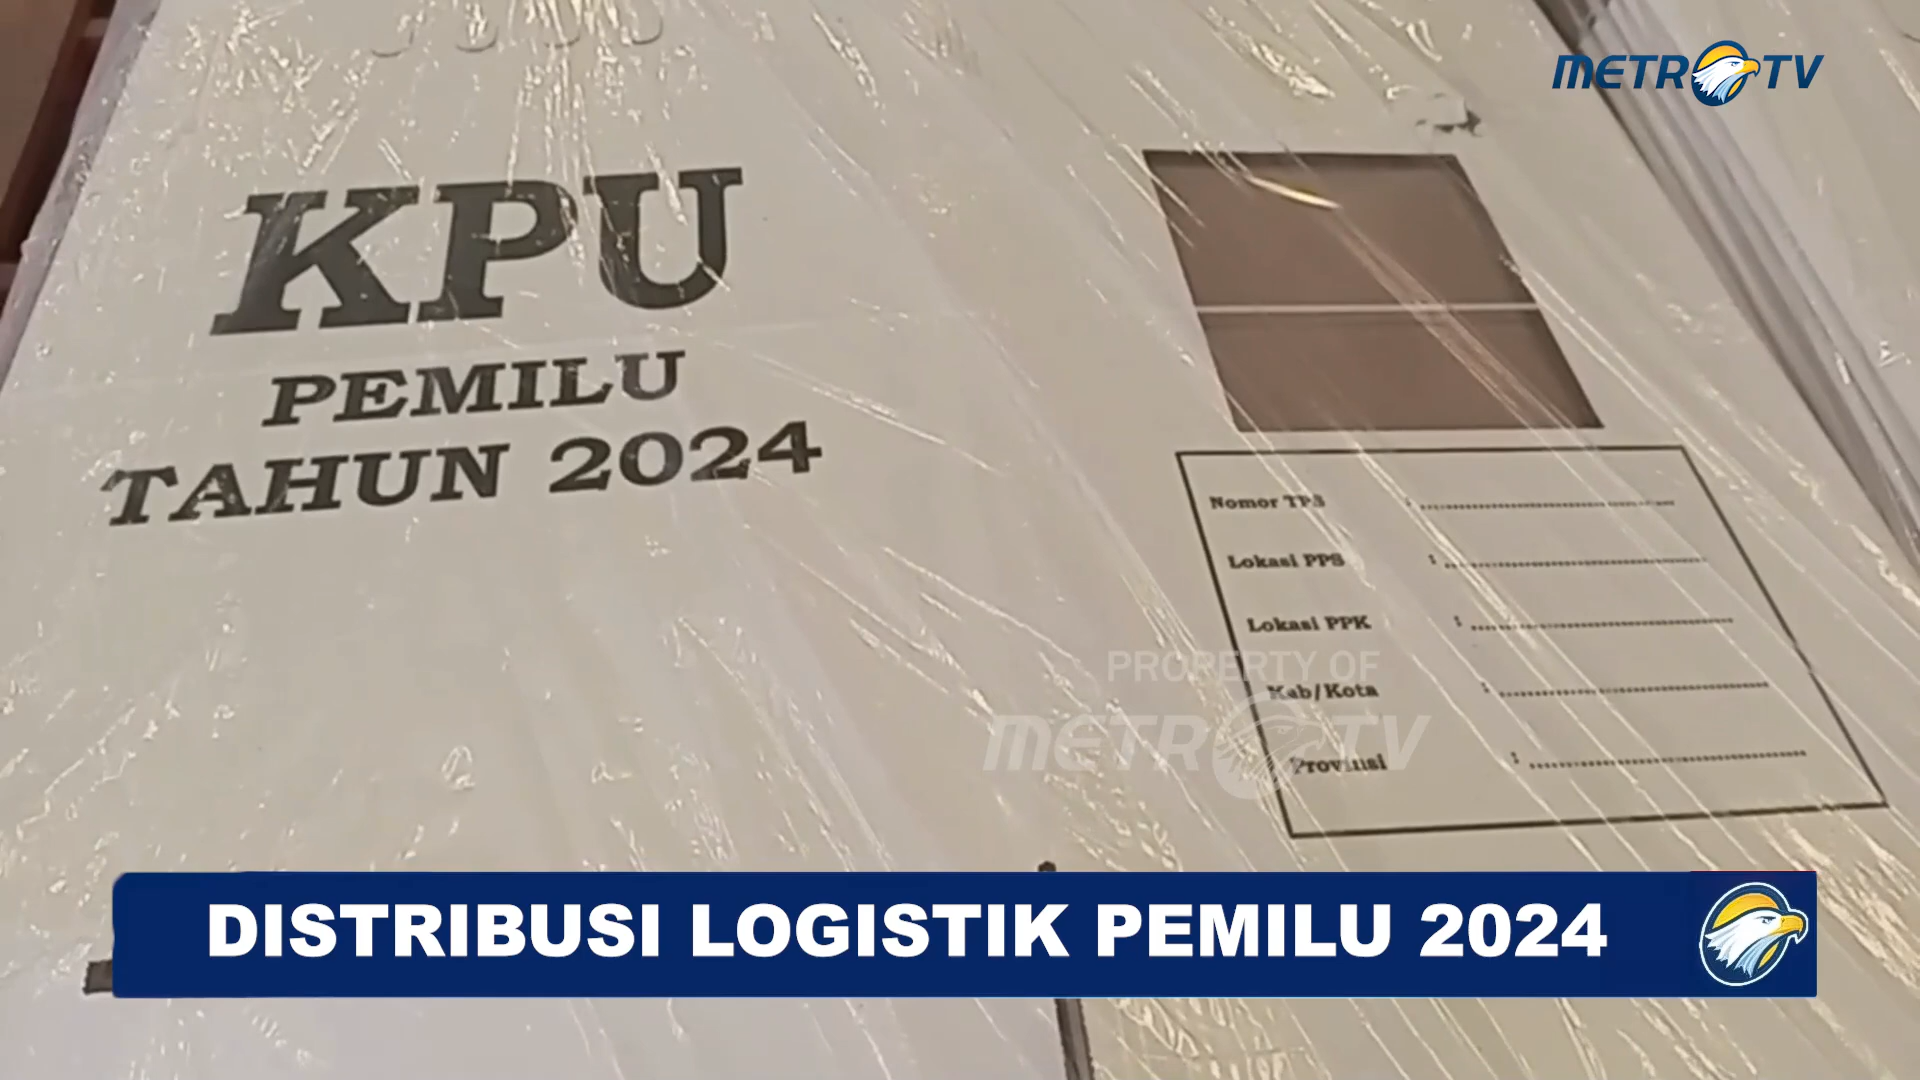 METRO TV
KPU
PEMILU
TAHUN 2024
Nomor TPS : ........................
Lokasi PPS : ........................
Lokasi PPK : ........................
Kab/Kota : ........................
Provinsi : ........................
PROPERTY OF
METRO TV
DISTRIBUSI LOGISTIK PEMILU 2024